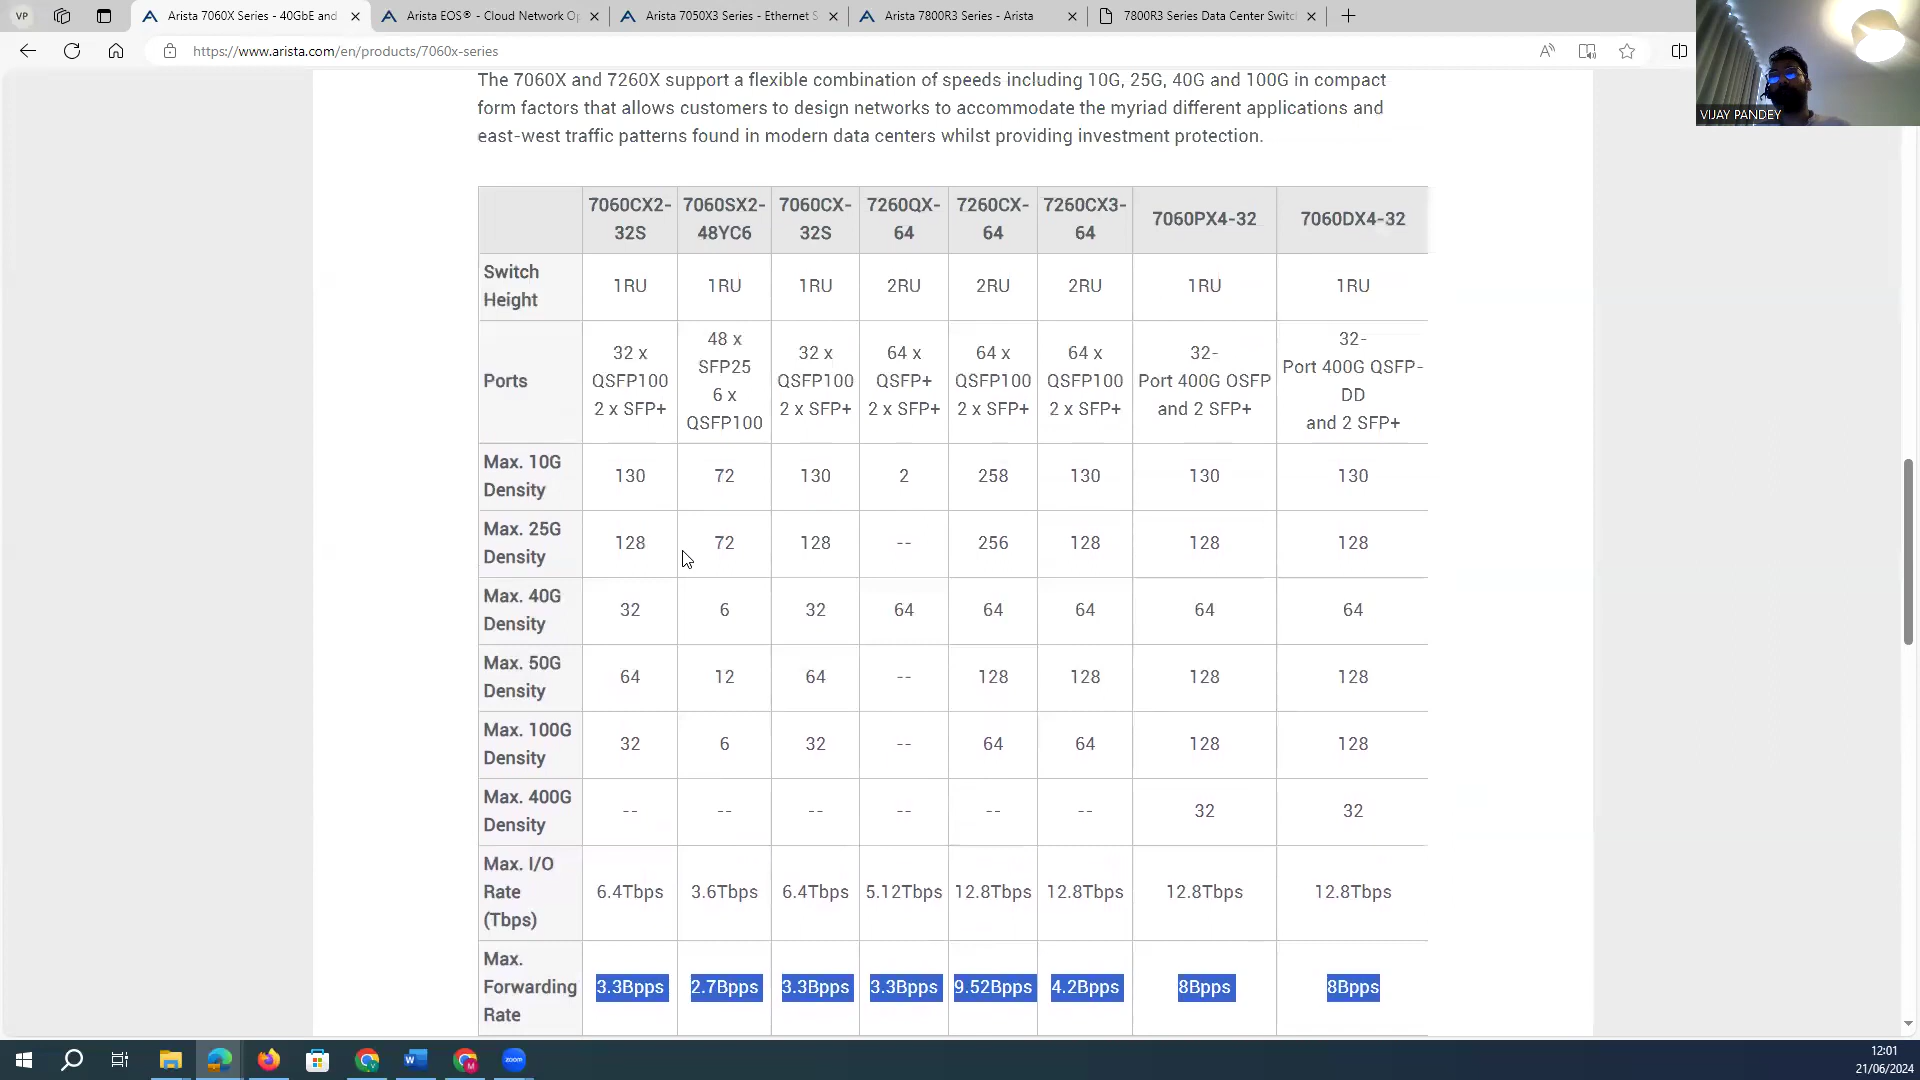 VP
Arista 7060X Series - 40GbE and
Arista EOS® - Cloud Network Op
Arista 7050X3 Series - Ethernet S
Arista 7800R3 Series - Arista
7800R3 Series Data Center Switc
https://www.arista.com/en/products/7060x-series
VIJAY PANDEY
The 7060X and 7260X support a flexible combination of speeds including 10G, 25G, 40G and 100G in compact
form factors that allows customers to design networks to accommodate the myriad different applications and
east-west traffic patterns found in modern data centers whilst providing investment protection.
7060CX2-32S 7060SX2-48YC6 7060CX-32S 7260QX-64 7260CX-64 7260CX3-64 7060PX4-32 7060DX4-32
Switch Height 1RU 1RU 1RU 2RU 2RU 2RU 1RU 1RU
Ports 32 x QSFP100 2 x SFP+ 48 x SFP25 6 x QSFP100 32 x QSFP100 2 x SFP+ 64 x QSFP+ 2 x SFP+ 64 x QSFP100 2 x SFP+ 64 x QSFP100 2 x SFP+ 32-Port 400G OSFP and 2 SFP+ 32-Port 400G QSFP-DD and 2 SFP+
Max. 10G Density 130 72 130 2 258 130 130 130
Max. 25G Density 128 72 128 -- 256 128 128 128
Max. 40G Density 32 6 32 64 64 64 64 64
Max. 50G Density 64 12 64 -- 128 128 128 128
Max. 100G Density 32 6 32 -- 64 64 128 128
Max. 400G Density -- -- -- -- -- -- 32 32
Max. I/O Rate (Tbps) 6.4Tbps 3.6Tbps 6.4Tbps 5.12Tbps 12.8Tbps 12.8Tbps 12.8Tbps 12.8Tbps
Max. Forwarding Rate 3.3Bpps 2.7Bpps 3.3Bpps 3.3Bpps 9.52Bpps 4.2Bpps 8Bpps 8Bpps
zoom
12:01
21/06/2024